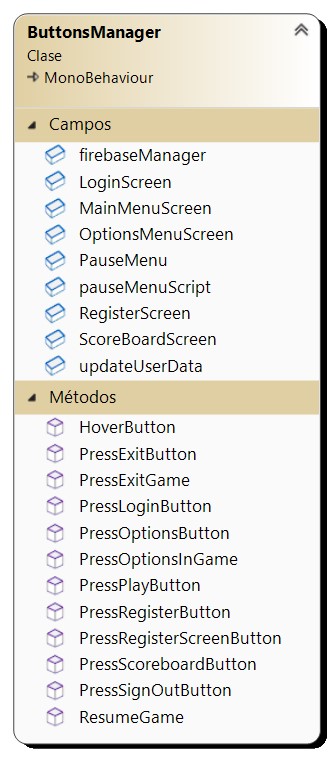 ButtonsManager
Clase
MonoBehaviour
Campos
firebaseManager
LoginScreen
MainMenuScreen
OptionsMenuScreen
PauseMenu
pauseMenuScript
RegisterScreen
ScoreBoardScreen
updateUserData
Métodos
HoverButton
PressExitButton
PressExitGame
PressLoginButton
PressOptionsButton
PressOptionsInGame
PressPlayButton
PressRegisterButton
PressRegisterScreenButton
PressScoreboardButton
PressSignOutButton
ResumeGame